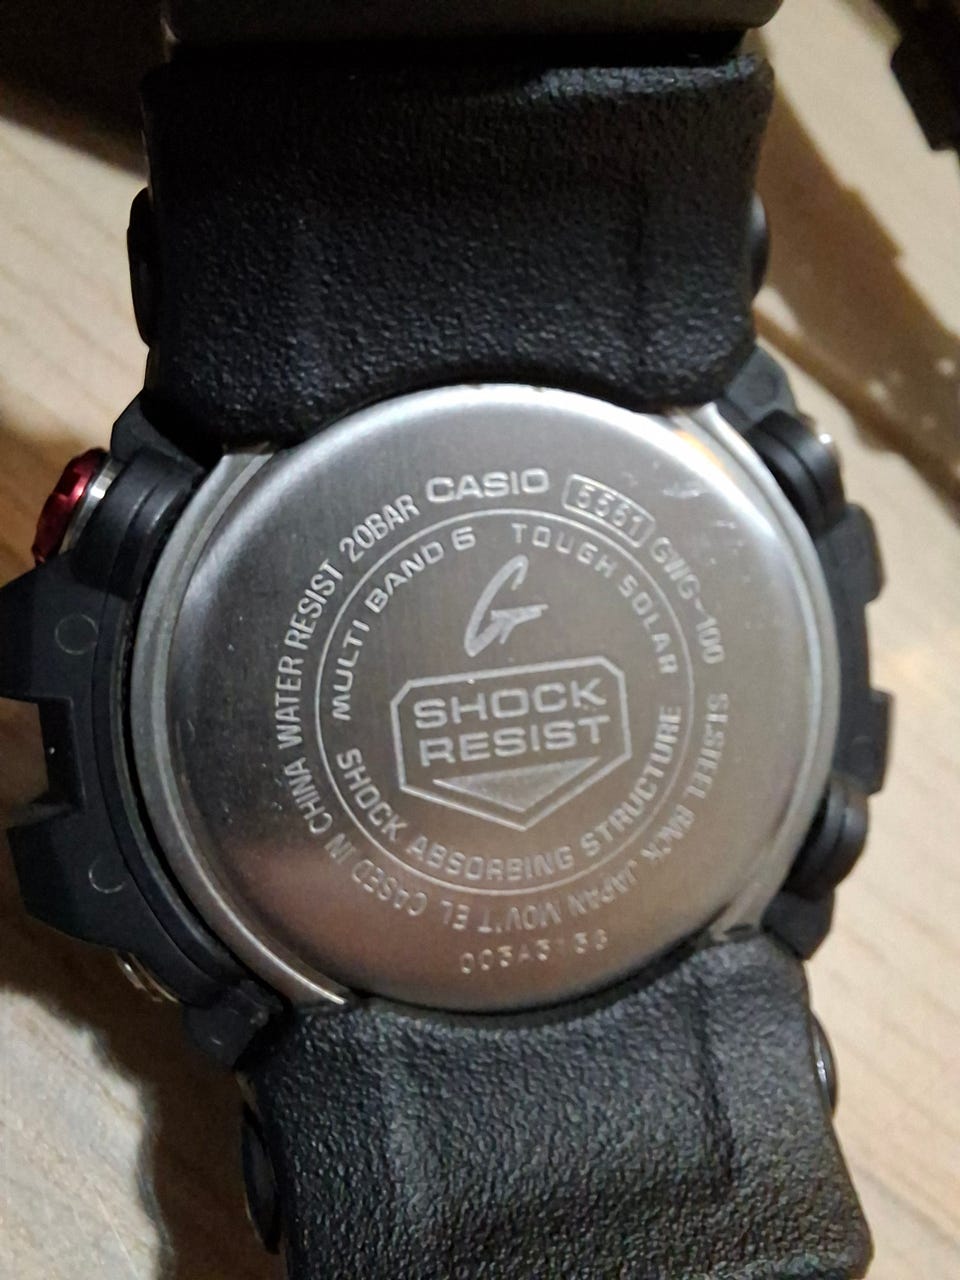 CASIO 5561 GWG-100
ST.STEEL BACK JAPAN MOV'T EL CASED IN CHINA WATER RESIST 20BAR
MULTI BAND 6 TOUGH SOLAR
G
SHOCK
RESIST
SHOCK ABSORBING STRUCTURE